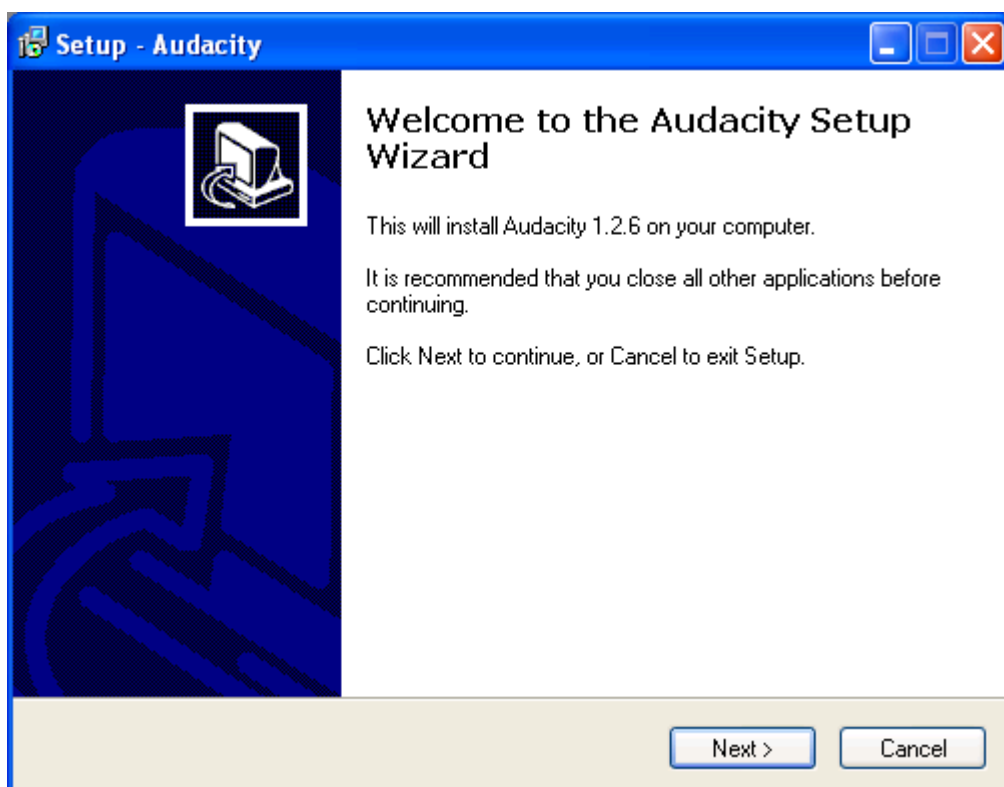 Setup - Audacity
Welcome to the Audacity Setup
Wizard
This will install Audacity 1.2.6 on your computer.
It is recommended that you close all other applications before
continuing.
Click Next to continue, or Cancel to exit Setup.
Next >
Cancel